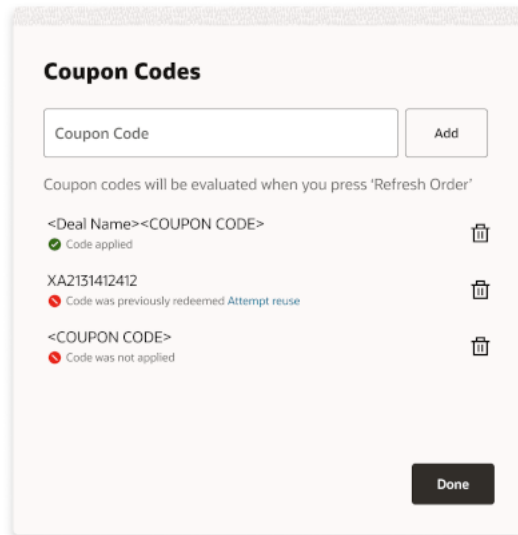 Coupon Codes
Coupon Code
Add
Coupon codes will be evaluated when you press 'Refresh Order'
<Deal Name><COUPON CODE>
Code applied
XA2131412412
Code was previously redeemed Attempt reuse
<COUPON CODE>
Code was not applied
Done